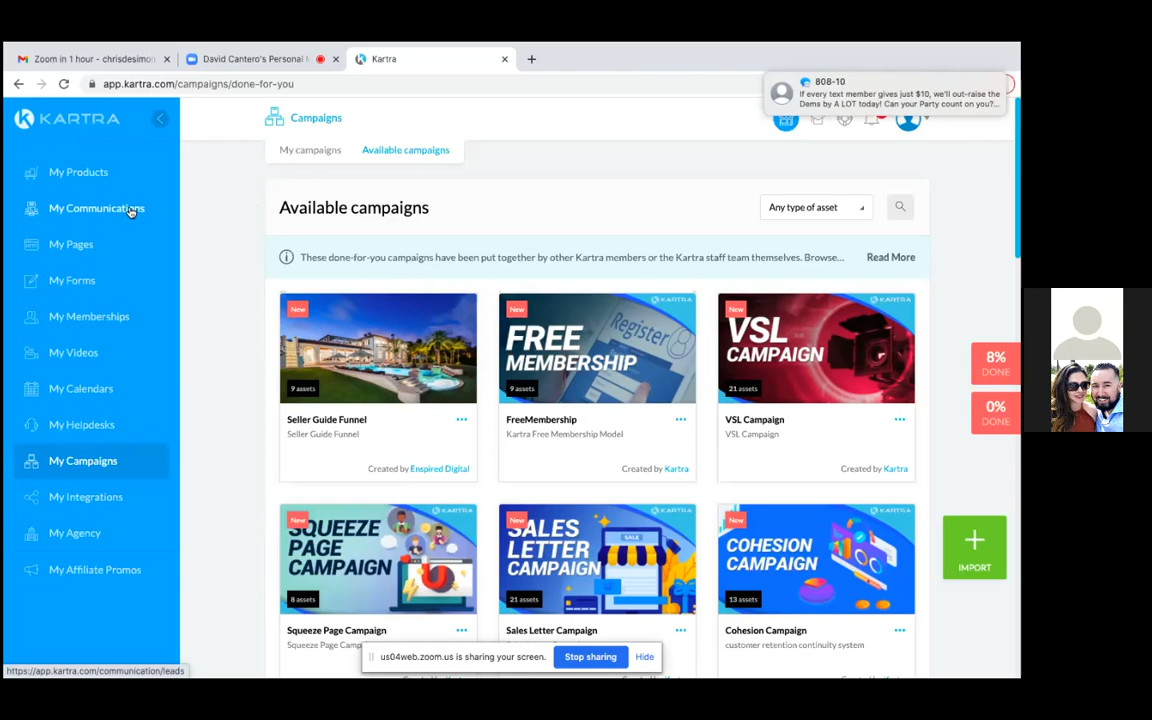 Zoom in 1 hour - chrisdesimon
David Cantero's Personal
Kartra
app.kartra.com/campaigns/done-for-you
808-10
If every text member gives just $10, we'll out-raise the
Dems by A LOT today! Can your Party count on you?...
KARTRA
Campaigns
My campaigns
Available campaigns
My Products
My Communications
My Pages
My Forms
My Memberships
My Videos
My Calendars
My Helpdesks
My Campaigns
My Integrations
My Agency
My Affiliate Promos
Available campaigns
Any type of asset
These done-for-you campaigns have been put together by other Kartra members or the Kartra staff team themselves. Browse...
Read More
New
9 assets
Seller Guide Funnel
Seller Guide Funnel
Created by Enspired Digital
New
KARTRA
FREE
MEMBERSHIP
Register
9 assets
FreeMembership
Kartra Free Membership Model
Created by Kartra
New
KARTRA
VSL
CAMPAIGN
21 assets
VSL Campaign
VSL Campaign
Created by Kartra
8%
DONE
0%
DONE
New
KARTRA
SQUEEZE
PAGE
CAMPAIGN
8 assets
Squeeze Page Campaign
Squeeze Page
New
KARTRA
SALES
LETTER
CAMPAIGN
SALE
21 assets
Sales Letter Campaign
New
KARTRA
COHESION
CAMPAIGN
13 assets
Cohesion Campaign
customer retention continuity system
IMPORT
us04web.zoom.us is sharing your screen.
Stop sharing
Hide
https://app.kartra.com/communication/leads